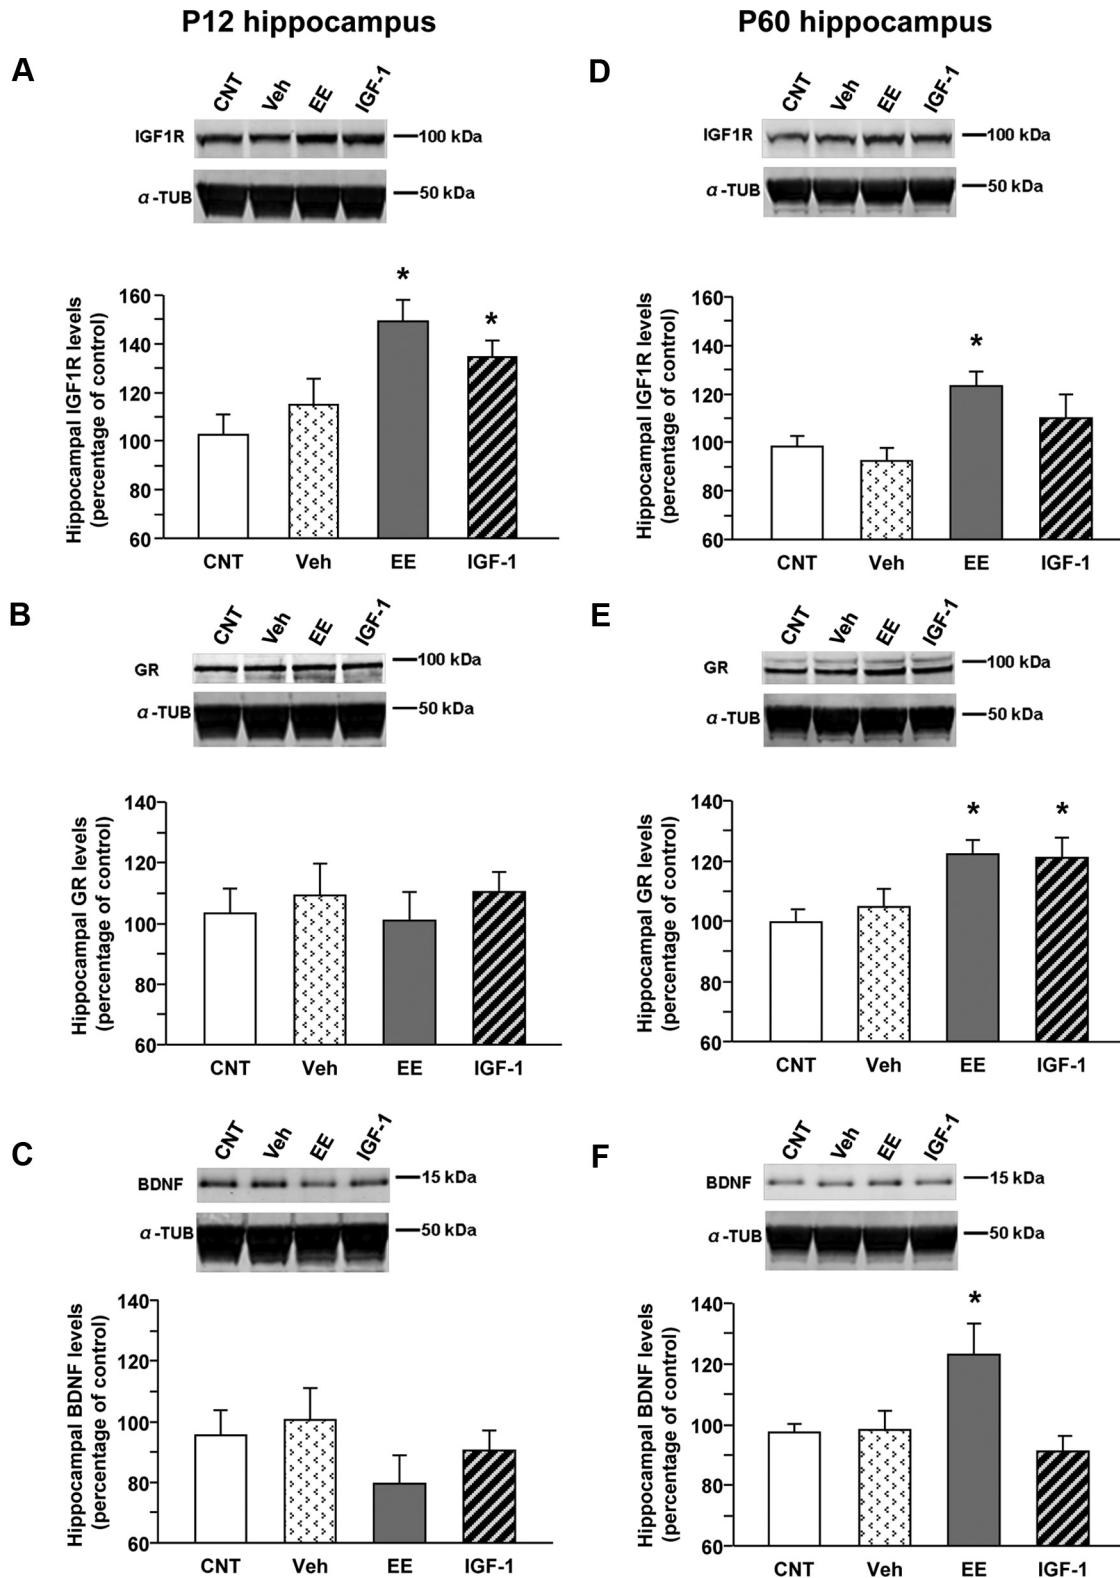 P12 hippocampus
P60 hippocampus
A
CNT Veh EE IGF-1
IGF1R
100 kDa
α-TUB
50 kDa
Hippocampal IGF1R levels
(percentage of control)
160
140
120
100
80
60
*
*
CNT Veh EE IGF-1
D
CNT Veh EE IGF-1
IGF1R
100 kDa
α-TUB
50 kDa
Hippocampal IGF1R levels
(percentage of control)
160
140
120
100
80
60
*
CNT Veh EE IGF-1
B
CNT Veh EE IGF-1
GR
100 kDa
α-TUB
50 kDa
Hippocampal GR levels
(percentage of control)
140
120
100
80
60
CNT Veh EE IGF-1
E
CNT Veh EE IGF-1
GR
100 kDa
α-TUB
50 kDa
Hippocampal GR levels
(percentage of control)
140
120
100
80
60
*
*
CNT Veh EE IGF-1
C
CNT Veh EE IGF-1
BDNF
15 kDa
α-TUB
50 kDa
Hippocampal BDNF levels
(percentage of control)
140
120
100
80
60
CNT Veh EE IGF-1
F
CNT Veh EE IGF-1
BDNF
15 kDa
α-TUB
50 kDa
Hippocampal BDNF levels
(percentage of control)
140
120
100
80
60
*
CNT Veh EE IGF-1